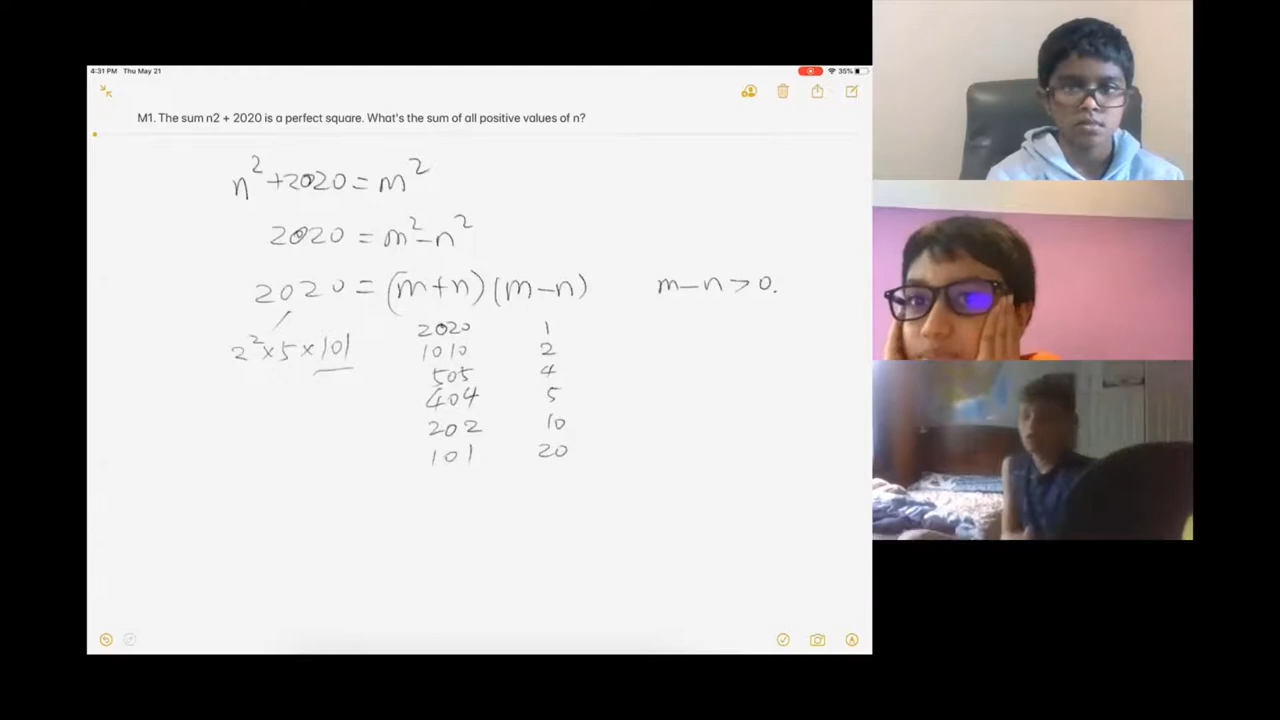 4:31 PM Thu May 21 35%
M1. The sum n2 + 2020 is a perfect square. What's the sum of all positive values of n?
n² + 2020 = m²
2020 = m² – n²
2020 = (m + n) (m – n) m – n > 0.
2020 1
2² × 5 × 101 1010 2
505 4
404 5
202 10
101 20